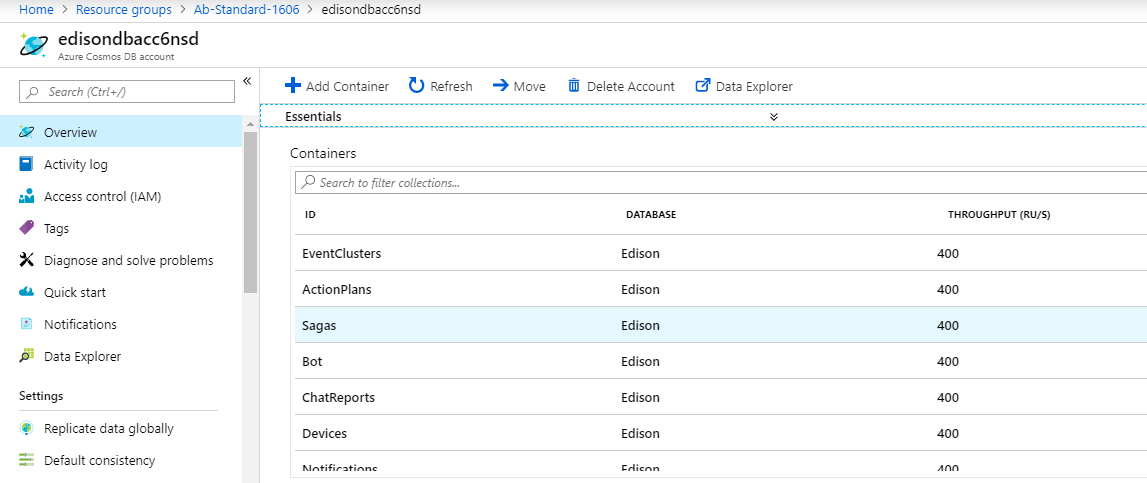 Home > Resource groups > Ab-Standard-1606 > edisondbacc6nsd
edisondbacc6nsd
Azure Cosmos DB account
Search (Ctrl+/)
«
Overview
Activity log
Access control (IAM)
Tags
Diagnose and solve problems
Quick start
Notifications
Data Explorer
Settings
Replicate data globally
Default consistency
Add Container Refresh Move Delete Account Data Explorer
Essentials
Containers
Search to filter collections...
ID DATABASE THROUGHPUT (RU/S)
EventClusters Edison 400
ActionPlans Edison 400
Sagas Edison 400
Bot Edison 400
ChatReports Edison 400
Devices Edison 400
Notifications Edison 400